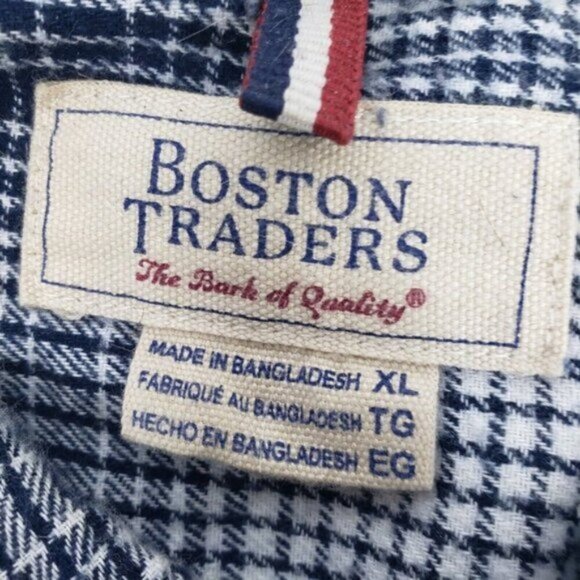 BOSTON
TRADERS
The Bark of Quality®
MADE IN BANGLADESH XL
FABRIQUÉ AU BANGLADESH TG
HECHO EN BANGLADESH EG